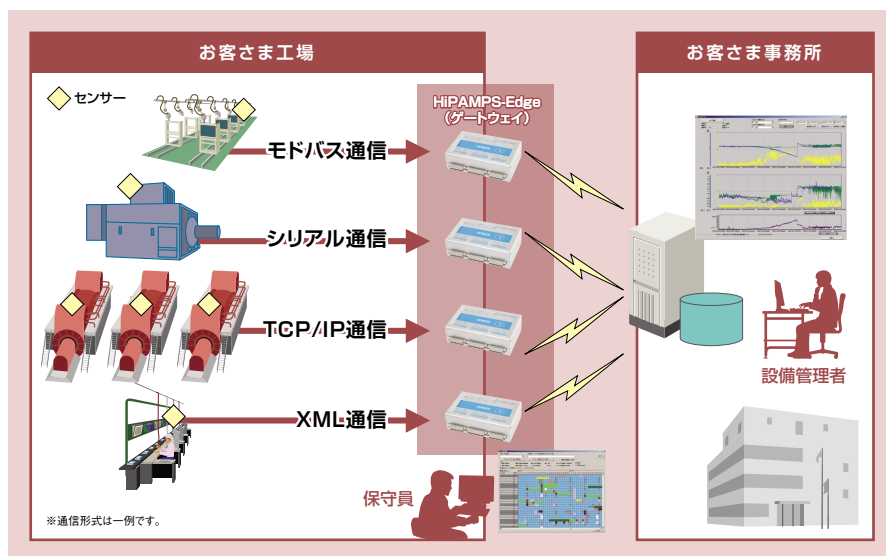 お客さま工場
お客さま事務所
センサー
HiPAMPS-Edge
（ゲートウェイ）
モドバス通信
シリアル通信
TCP/IP通信
XML通信
設備管理者
保守員
※通信形式は一例です。